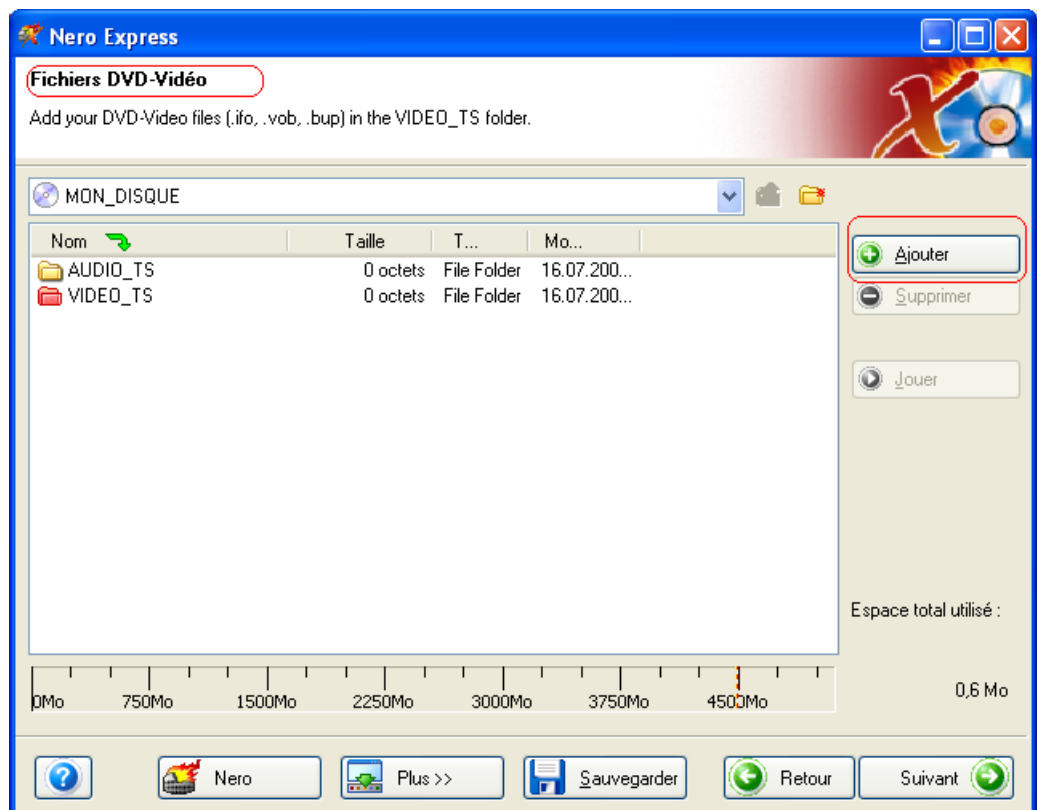 Nero Express
Fichiers DVD-Vidéo
Add your DVD-Video files (.ifo, .vob, .bup) in the VIDEO_TS folder.
MON_DISQUE
Nom Taille T... Mo...
AUDIO_TS 0 octets File Folder 16.07.200...
VIDEO_TS 0 octets File Folder 16.07.200...
Ajouter
Supprimer
Jouer
Espace total utilisé :
0Mo 750Mo 1500Mo 2250Mo 3000Mo 3750Mo 4500Mo
0,6 Mo
Nero Plus >> Sauvegarder Retour Suivant